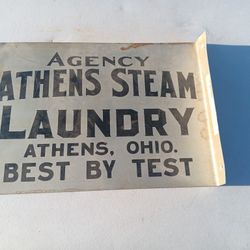 AGENCY
ATHENS STEAM
LAUNDRY
ATHENS, OHIO.
BEST BY TEST